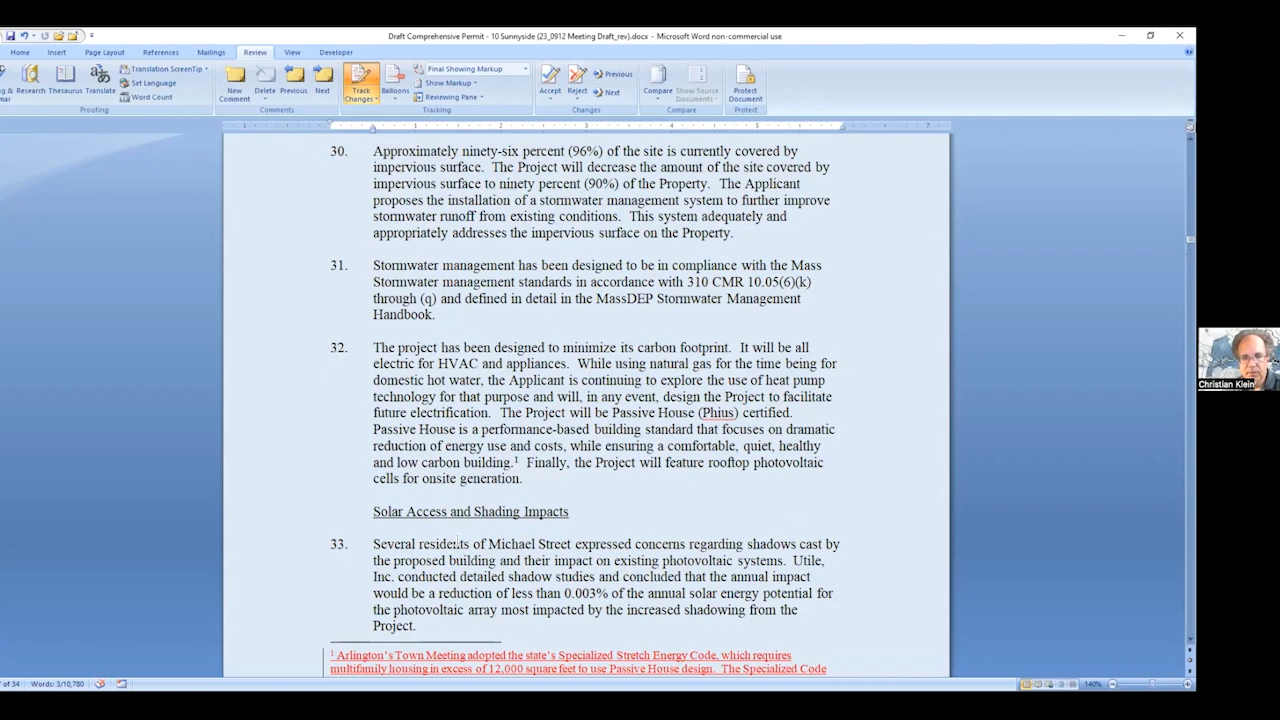 Draft Comprehensive Permit - 10 Sunnyside (23_0912 Meeting Draft_rev).docx - Microsoft Word non-commercial use
Home Insert Page Layout References Mailings Review View Developer
Research Thesaurus Translate
Translation ScreenTip
Set Language
Word Count
Proofing
New Comment
Delete
Previous
Next
Comments
Track Changes
Balloons
Final Showing Markup
Show Markup
Reviewing Pane
Tracking
Accept
Reject
Previous
Next
Changes
Compare
Show Source Documents
Compare
Protect Document
Protect
30. Approximately ninety-six percent (96%) of the site is currently covered by
impervious surface. The Project will decrease the amount of the site covered by
impervious surface to ninety percent (90%) of the Property. The Applicant
proposes the installation of a stormwater management system to further improve
stormwater runoff from existing conditions. This system adequately and
appropriately addresses the impervious surface on the Property.
31. Stormwater management has been designed to be in compliance with the Mass
Stormwater management standards in accordance with 310 CMR 10.05(6)(k)
through (q) and defined in detail in the MassDEP Stormwater Management
Handbook.
32. The project has been designed to minimize its carbon footprint. It will be all
electric for HVAC and appliances. While using natural gas for the time being for
domestic hot water, the Applicant is continuing to explore the use of heat pump
technology for that purpose and will, in any event, design the Project to facilitate
future electrification. The Project will be Passive House (Phius) certified.
Passive House is a performance-based building standard that focuses on dramatic
reduction of energy use and costs, while ensuring a comfortable, quiet, healthy
and low carbon building.1 Finally, the Project will feature rooftop photovoltaic
cells for onsite generation.
Solar Access and Shading Impacts
33. Several residents of Michael Street expressed concerns regarding shadows cast by
the proposed building and their impact on existing photovoltaic systems. Utile,
Inc. conducted detailed shadow studies and concluded that the annual impact
would be a reduction of less than 0.003% of the annual solar energy potential for
the photovoltaic array most impacted by the increased shadowing from the
Project.
1 Arlington's Town Meeting adopted the state's Specialized Stretch Energy Code, which requires
multifamily housing in excess of 12,000 square feet to use Passive House design. The Specialized Code
of 34 Words: 3/10,780
140%
Christian Klein